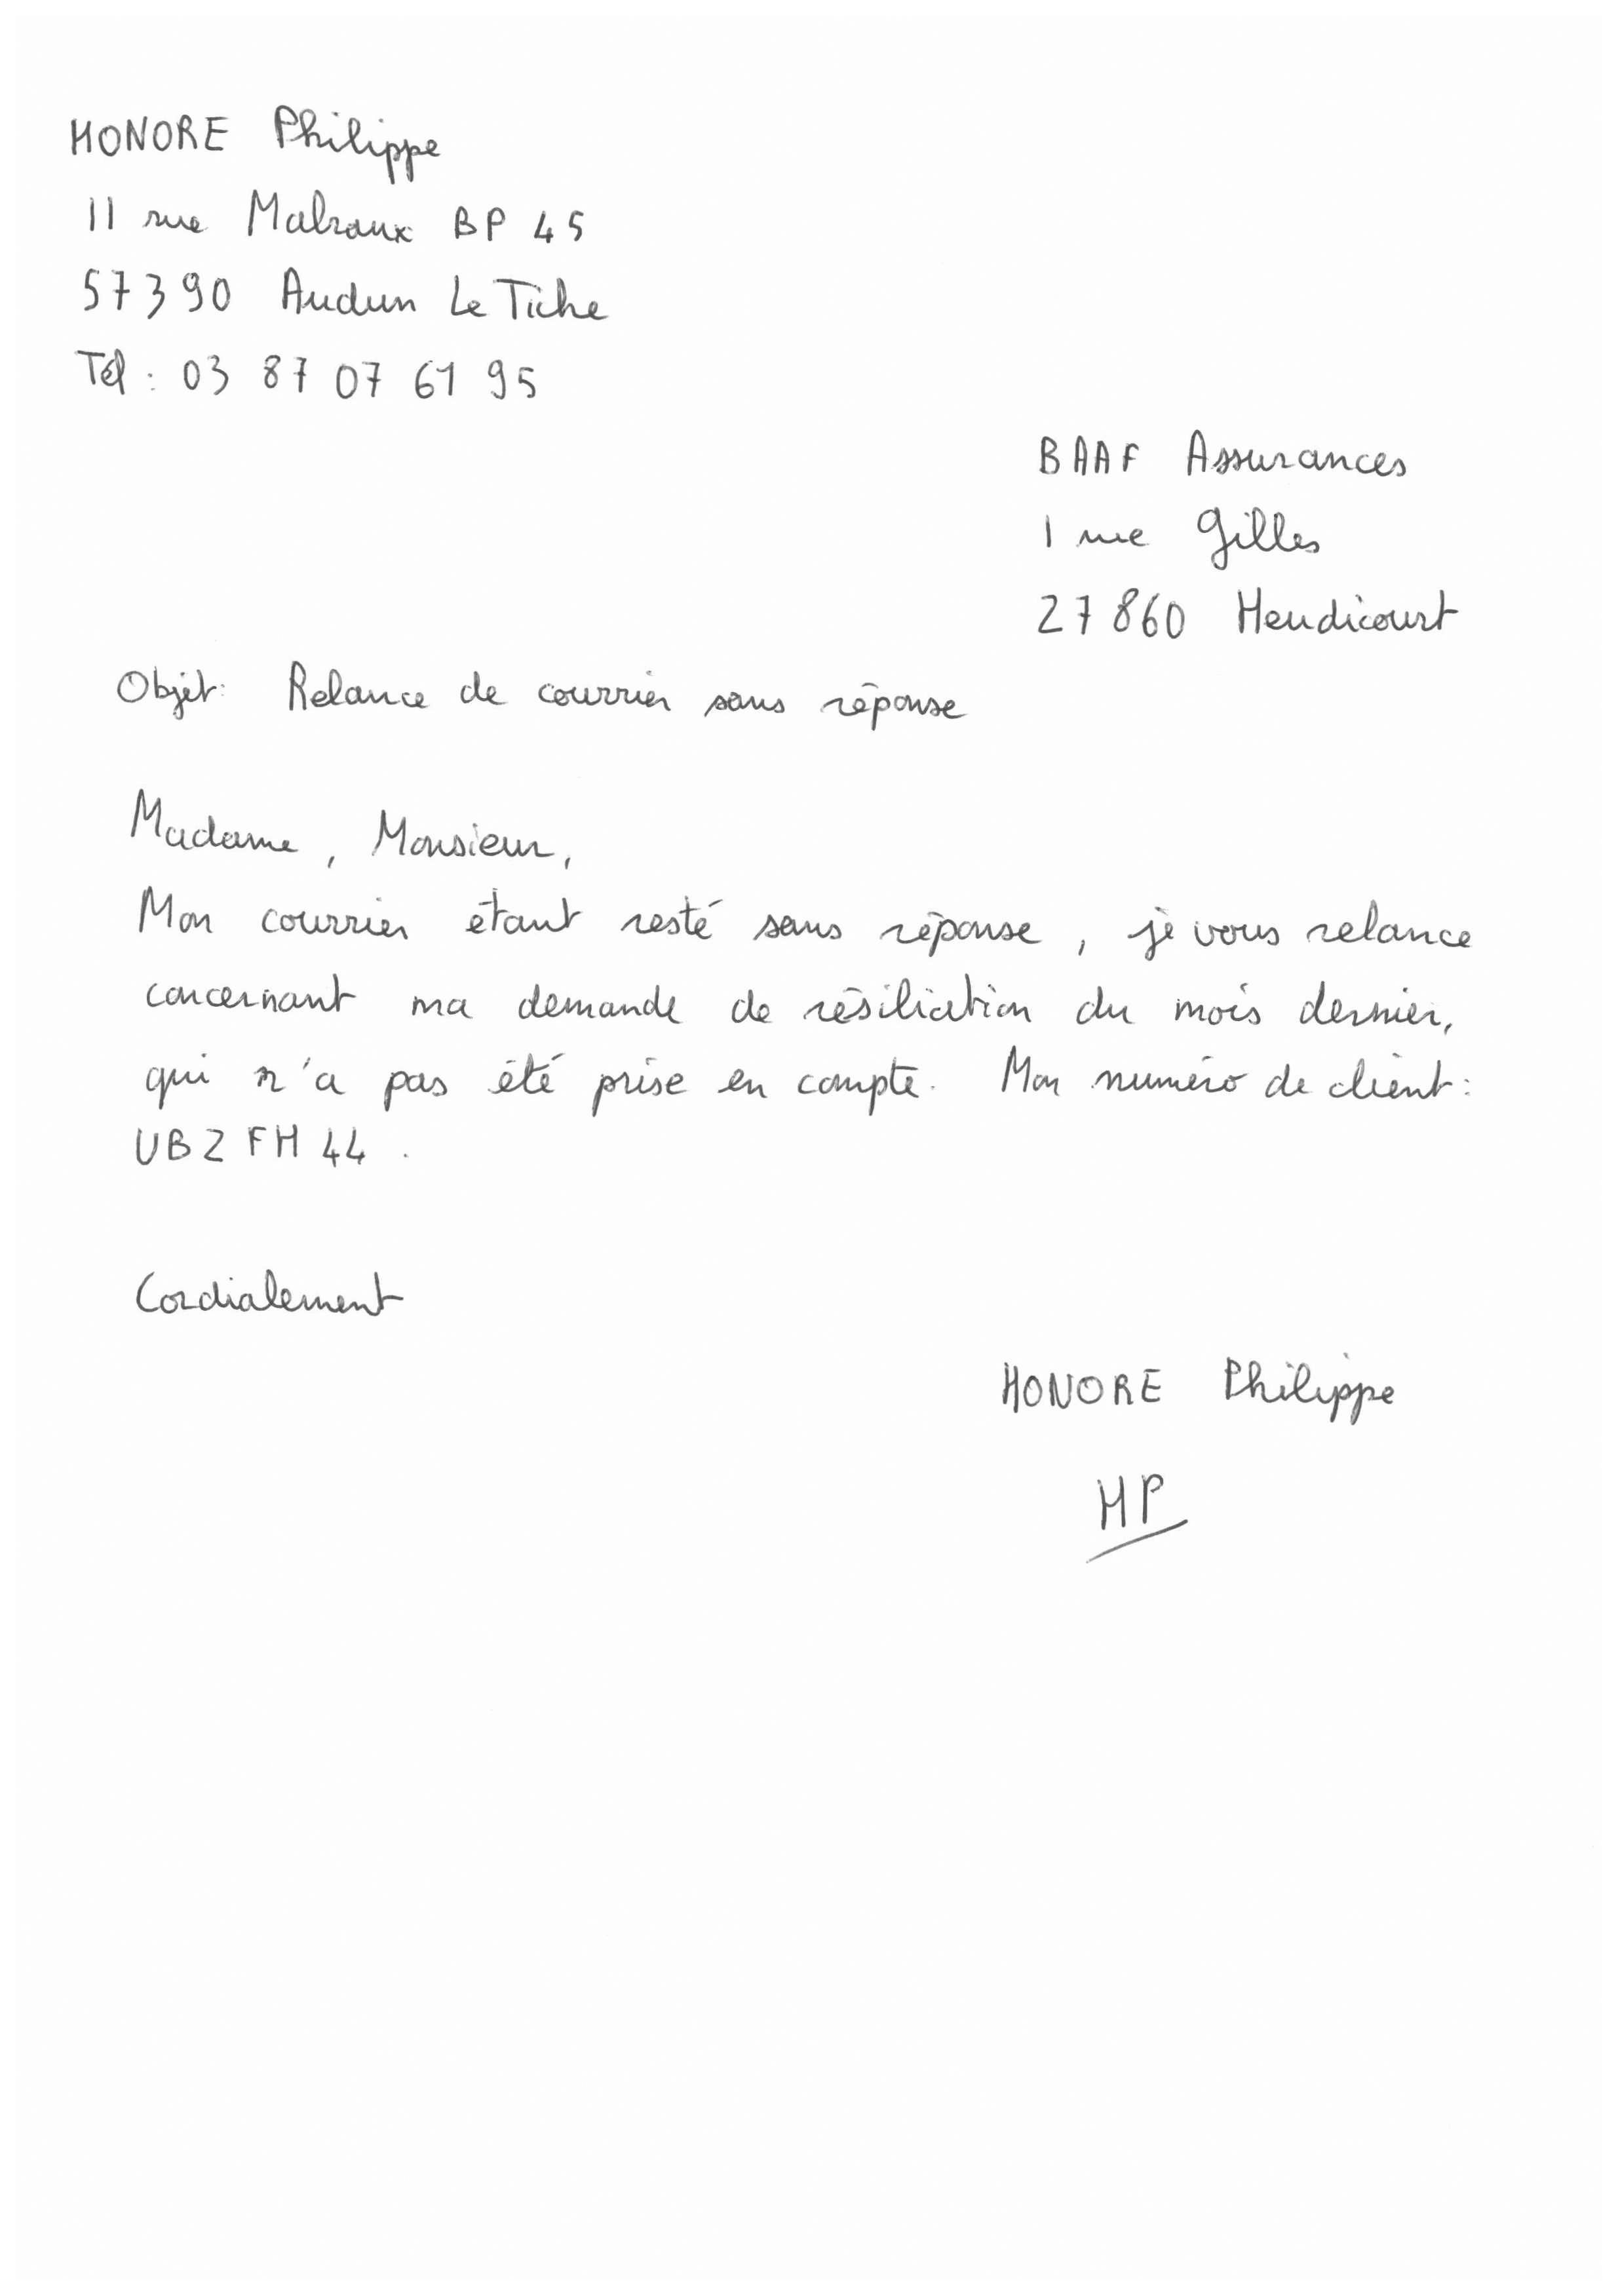 HONORE Philippe
11 rue Malraux BP 45
57390 Audun Le Tiche
Tél : 03 87 07 61 95
BAAF Assurances
1 rue Gilles
27860 Heudicourt
Objet: Relance de courrier sans réponse
Madame, Monsieur,
Mon courrier étant resté sans réponse, je vous relance
concernant ma demande de résiliation du mois dernier,
qui n'a pas été prise en compte. Mon numéro de client:
UBZFH44.
Cordialement
HONORE Philippe
HP